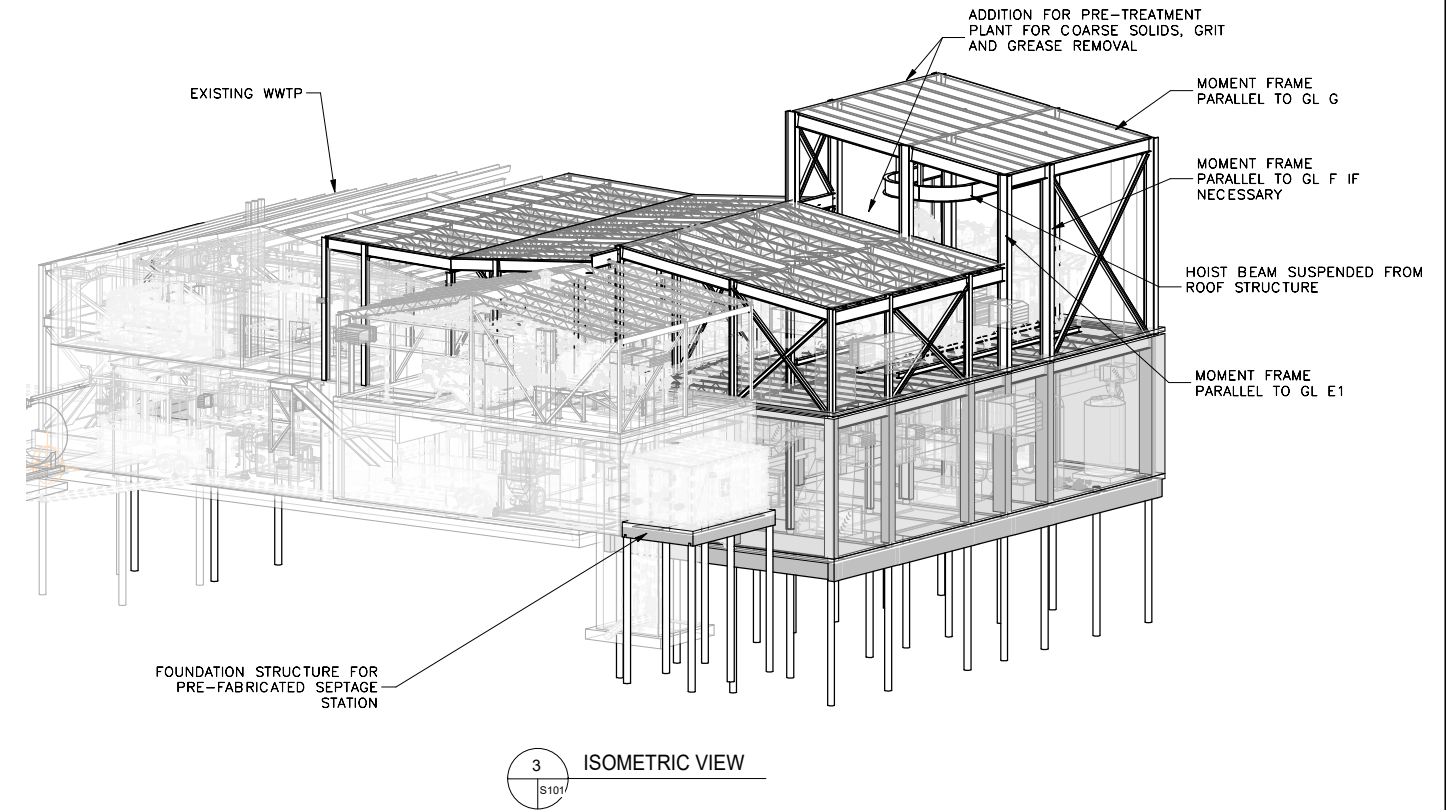 ADDITION FOR PRE-TREATMENT
PLANT FOR COARSE SOLIDS, GRIT
AND GREASE REMOVAL
EXISTING WWTP
MOMENT FRAME
PARALLEL TO GL G
MOMENT FRAME
PARALLEL TO GL F IF
NECESSARY
HOIST BEAM SUSPENDED FROM
ROOF STRUCTURE
MOMENT FRAME
PARALLEL TO GL E1
FOUNDATION STRUCTURE FOR
PRE-FABRICATED SEPTAGE
STATION
3
S101
ISOMETRIC VIEW